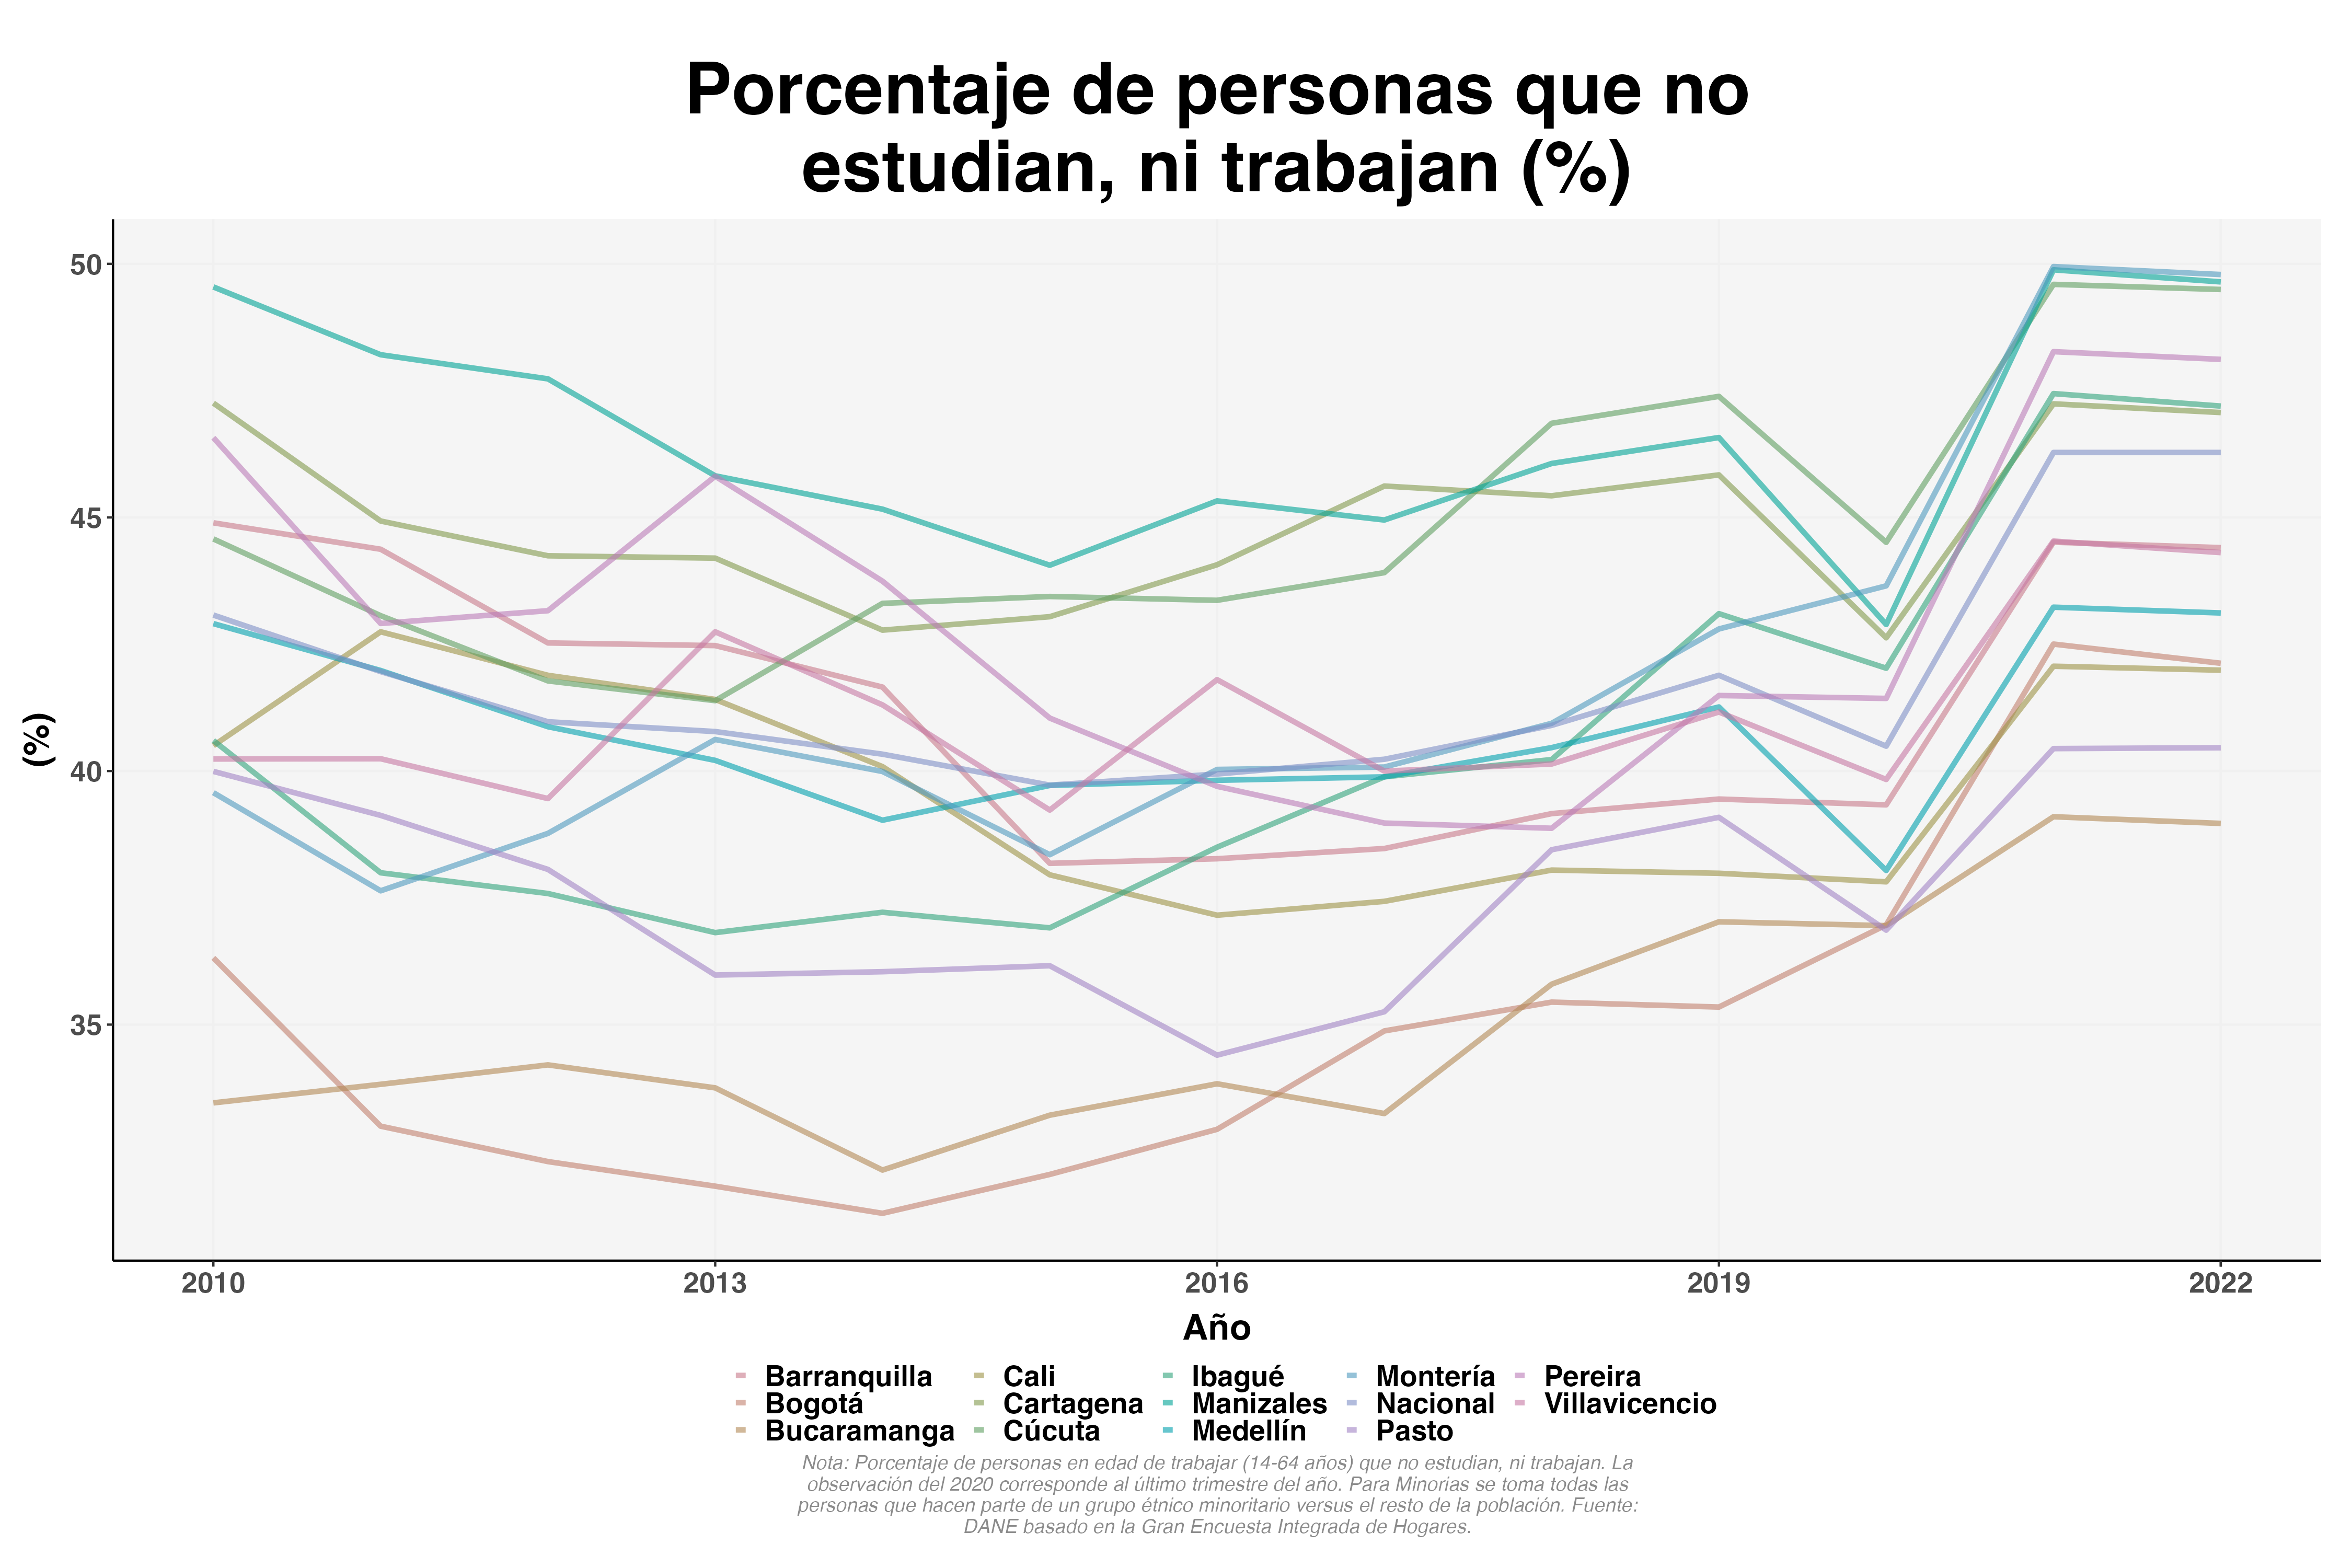 Porcentaje de personas que no
estudian, ni trabajan (%)
(%)
50
45
40
35
2010 2013 2016 2019 2022
Año
Barranquilla Cali Ibagué Montería Pereira
Bogotá Cartagena Manizales Nacional Villavicencio
Bucaramanga Cúcuta Medellín Pasto
Nota: Porcentaje de personas en edad de trabajar (14-64 años) que no estudian, ni trabajan. La
observación del 2020 corresponde al último trimestre del año. Para Minorias se toma todas las
personas que hacen parte de un grupo étnico minoritario versus el resto de la población. Fuente:
DANE basado en la Gran Encuesta Integrada de Hogares.